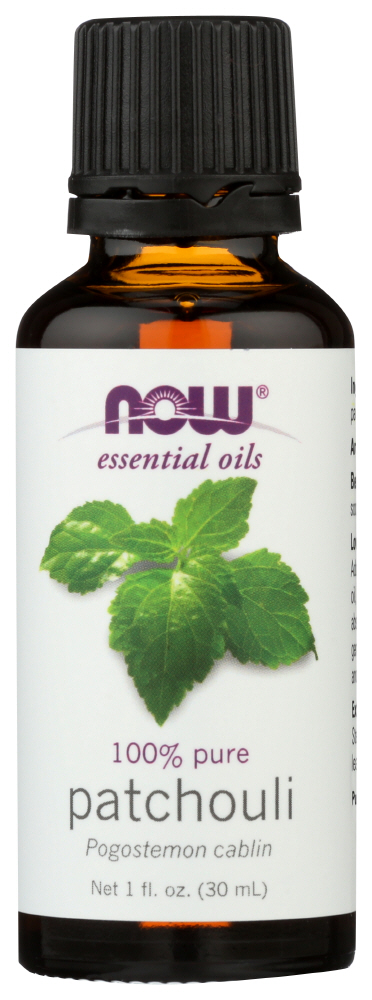 NOW®
essential oils
100% pure
patchouli
Pogostemon cablin
Net 1 fl. oz. (30 mL)